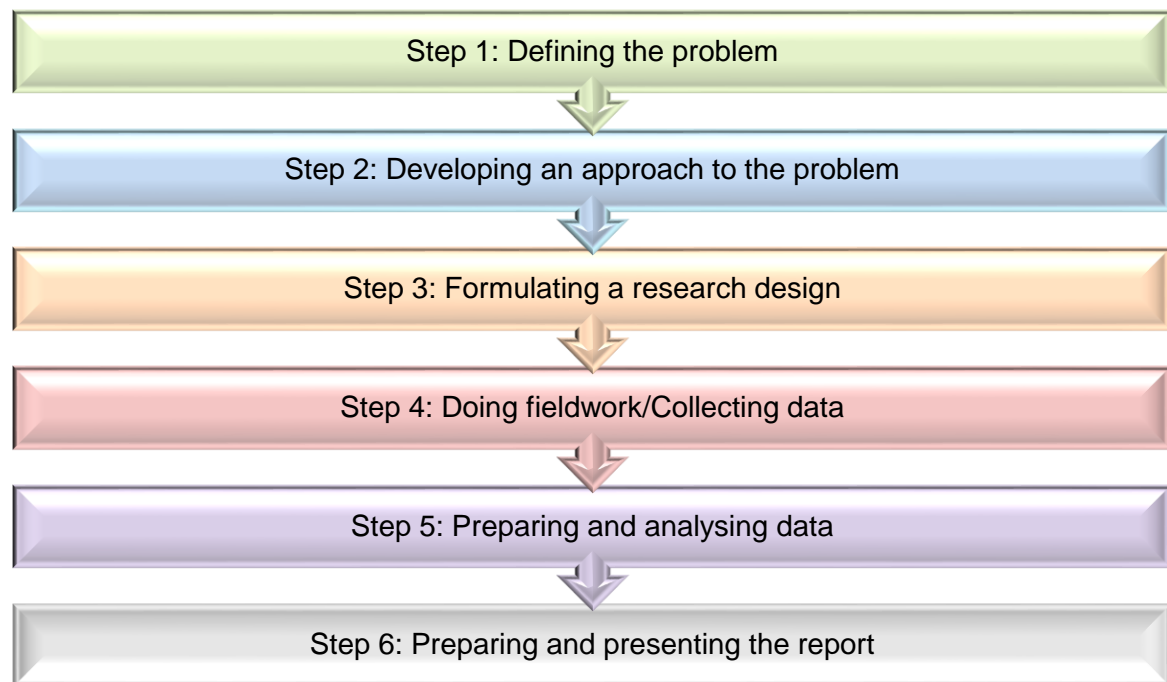 Step 1: Defining the problem
Step 2: Developing an approach to the problem
Step 3: Formulating a research design
Step 4: Doing fieldwork/Collecting data
Step 5: Preparing and analysing data
Step 6: Preparing and presenting the report